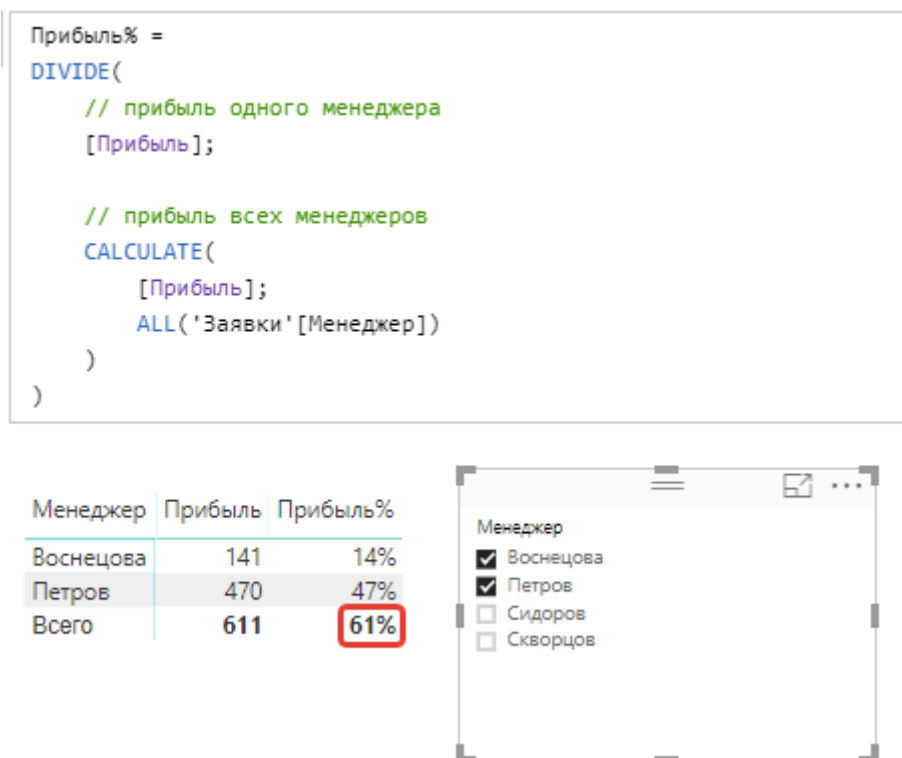 Прибыль% =
DIVIDE(
// прибыль одного менеджера
[Прибыль];
// прибыль всех менеджеров
CALCULATE(
[Прибыль];
ALL('Заявки'[Менеджер])
)
)
Менеджер Прибыль Прибыль%
Воснецова 141 14%
Петров 470 47%
Всего 611 61%
Менеджер
Воснецова
Петров
Сидоров
Скворцов